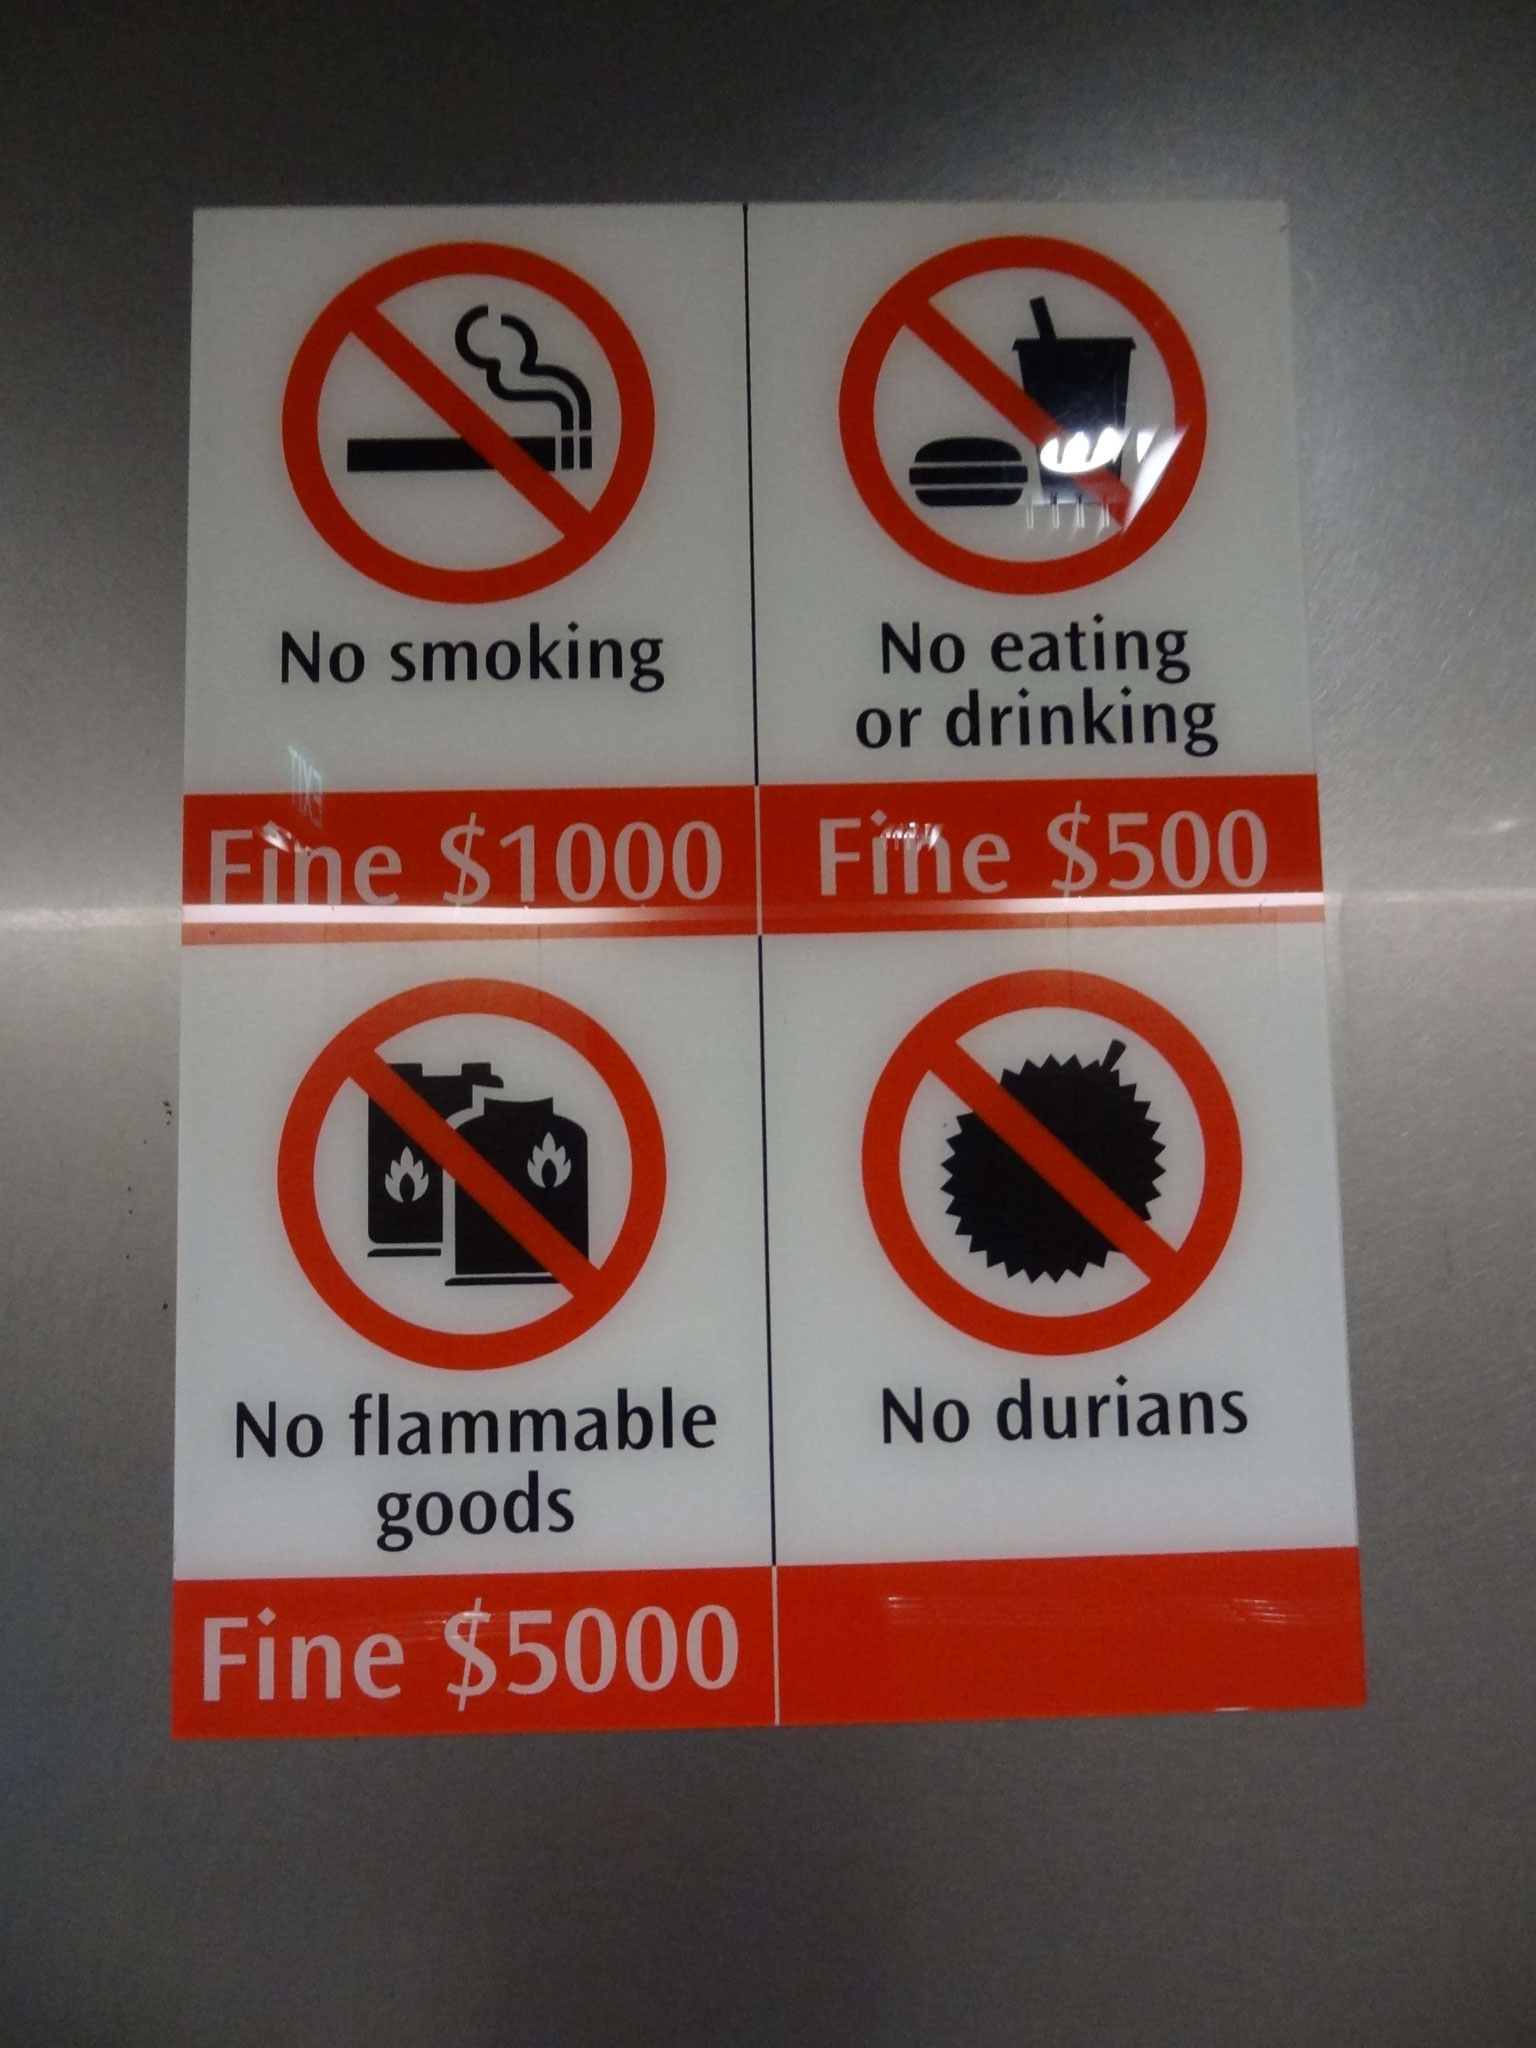 No smoking
Fine $1000
No eating
or drinking
Fine $500
No flammable
goods
Fine $5000
No durians